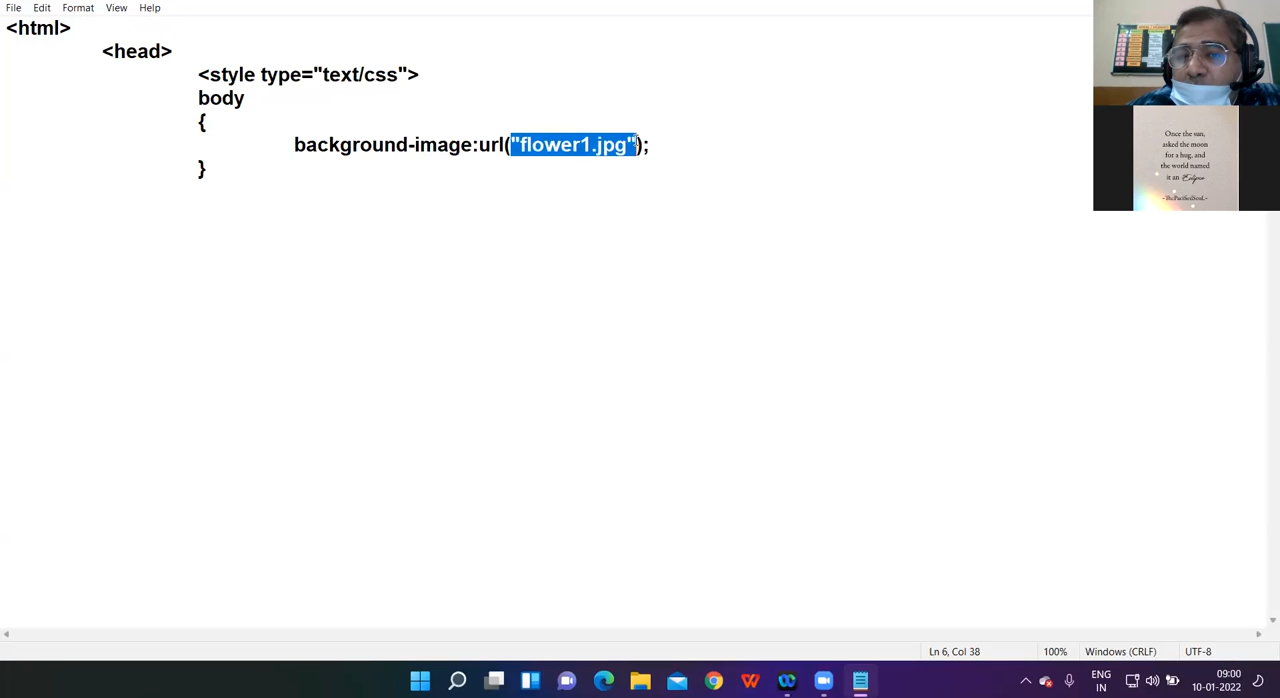 File Edit Format View Help
<html>
<head>
<style type="text/css">
body
{
background-image:url("flower1.jpg");
}
Once the sun,
asked the moon
for a hug, and
the world named
it an Eclipse
~ThePacifiedSoul.~
Ln 6, Col 38
100%
Windows (CRLF)
UTF-8
ENG
IN
09:00
10-01-2022